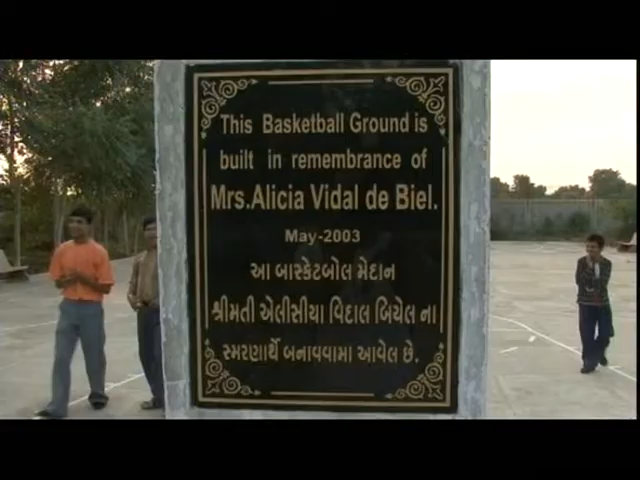 This Basketball Ground is
built in remembrance of
Mrs.Alicia Vidal de Biel.
May-2003
આ બાસ્કેટબોલ મેદાન
શ્રીમતી એલીસીયા વિદાલ બિયેલ ના
સ્મરણાર્થે બનાવવામા આવેલ છે.